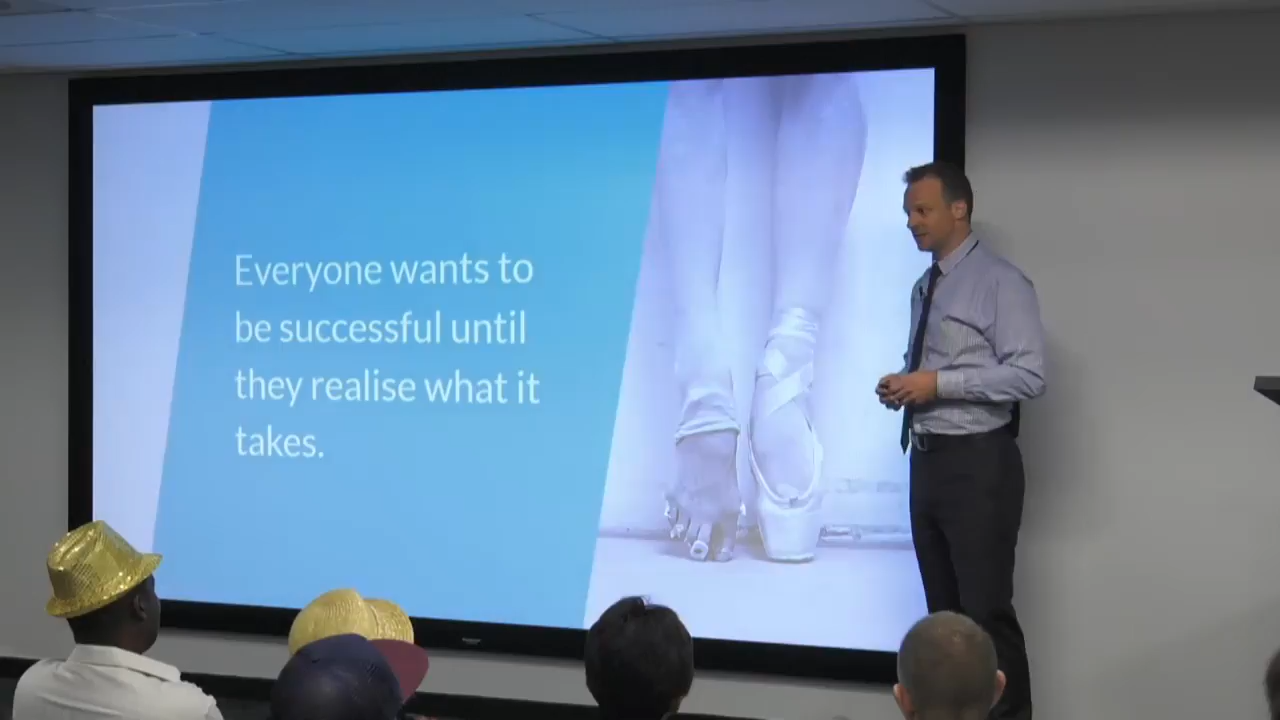 Everyone wants to
be successful until
they realise what it
takes.